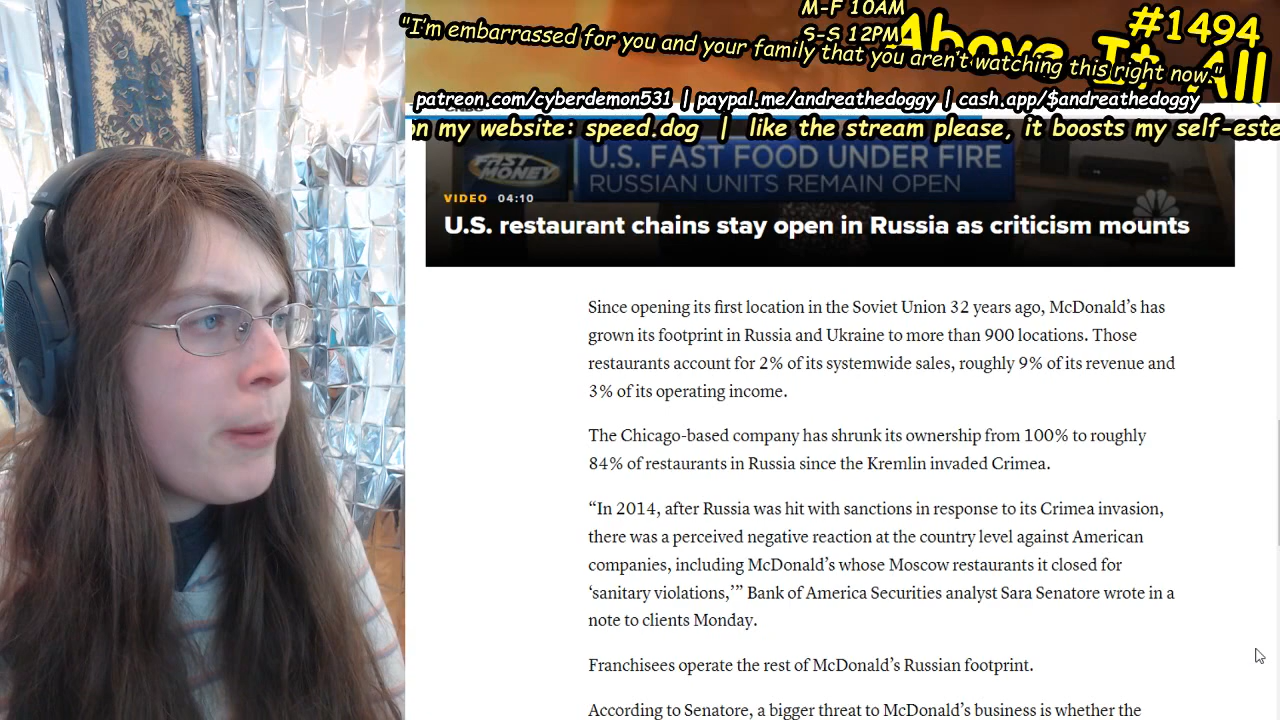 M-F 10AM
S-S 12PM
#1494
Above It All
"I'm embarrassed for you and your family that you aren't watching this right now."
patreon.com/cyberdemon531 | paypal.me/andreathedoggy | cash.app/$andreathedoggy
on my website: speed.dog | like the stream please, it boosts my self-este
FAST MONEY
U.S. FAST FOOD UNDER FIRE
RUSSIAN UNITS REMAIN OPEN
VIDEO 04:10
U.S. restaurant chains stay open in Russia as criticism mounts
Since opening its first location in the Soviet Union 32 years ago, McDonald’s has
grown its footprint in Russia and Ukraine to more than 900 locations. Those
restaurants account for 2% of its systemwide sales, roughly 9% of its revenue and
3% of its operating income.
The Chicago-based company has shrunk its ownership from 100% to roughly
84% of restaurants in Russia since the Kremlin invaded Crimea.
“In 2014, after Russia was hit with sanctions in response to its Crimea invasion,
there was a perceived negative reaction at the country level against American
companies, including McDonald’s whose Moscow restaurants it closed for
‘sanitary violations,’” Bank of America Securities analyst Sara Senatore wrote in a
note to clients Monday.
Franchisees operate the rest of McDonald’s Russian footprint.
According to Senatore, a bigger threat to McDonald’s business is whether the